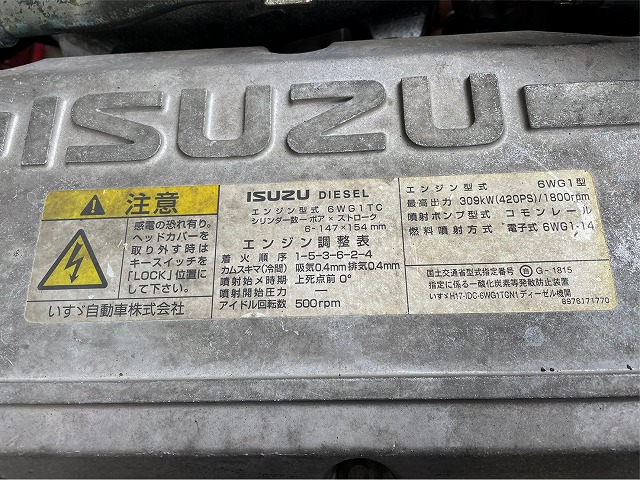 ISUZU
注意
感電の恐れ有り。
ヘッドカバーを
取り外す時は
キースイッチを
「LOCK」位置に
して下さい。
いすゞ自動車株式会社
ISUZU DIESEL
エンジン型式 6WG1TC
シリンダー数−ボア×ストローク
6-147×154mm
エンジン調整表
着火順序 1-5-3-6-2-4
カムスキマ(冷間) 吸気0.4mm 排気0.4mm
噴射始メ時期 上死点前 0°
噴射開始圧力 —
アイドル回転数 500rpm
エンジン型式 6WG1型
最高出力 309kW(420PS)/1800rpm
噴射ポンプ型式 コモンレール
燃料噴射方式 電子式 6WG1-14
国土交通省型式指定番号 G-1815
指定に係る一酸化炭素等発散防止装置
いすゞH17-IDC-6WG1TGN1ディーゼル機関
8976171770